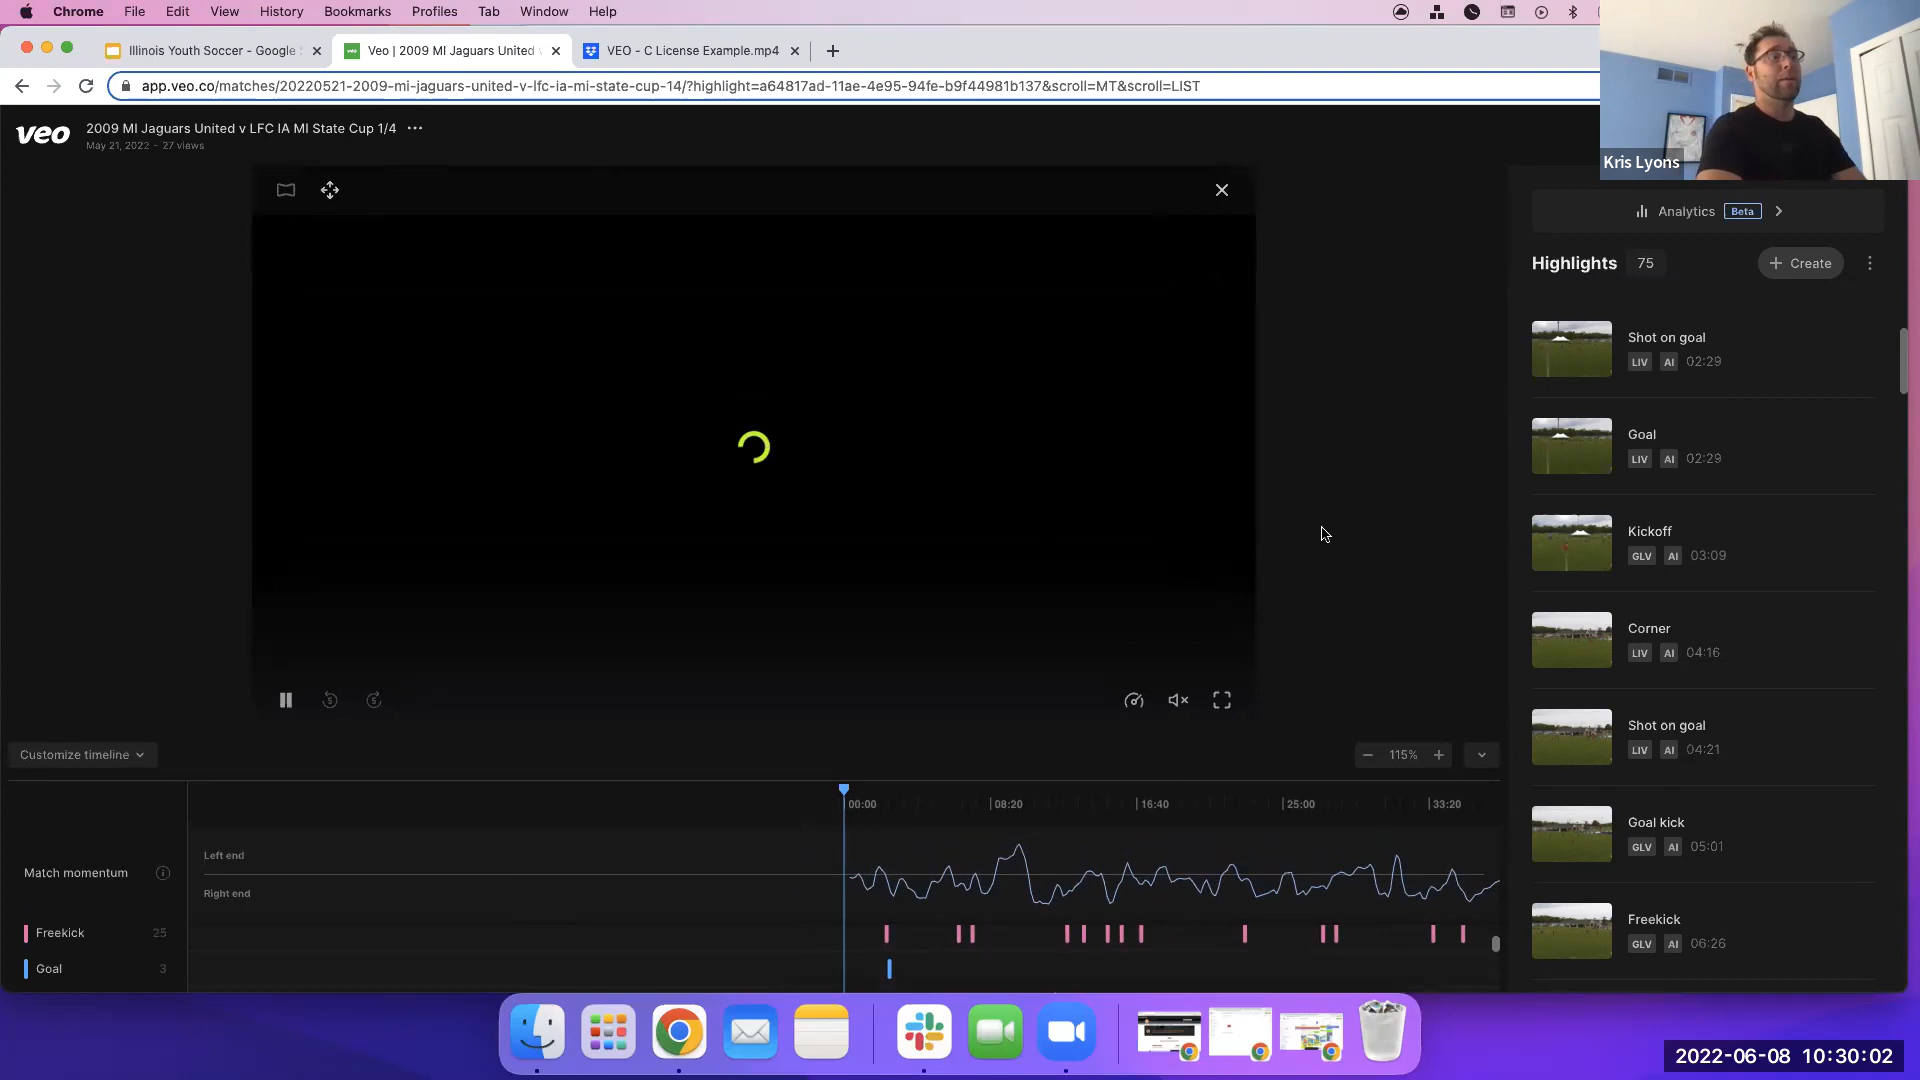 Chrome File Edit View History Bookmarks Profiles Tab Window Help
Illinois Youth Soccer - Google
Veo | 2009 MI Jaguars United
VEO - C License Example.mp4
app.veo.co/matches/20220521-2009-mi-jaguars-united-v-lfc-ia-mi-state-cup-14/?highlight=a64817ad-11ae-4e95-94fe-b9f44981b137&scroll=MT&scroll=LIST
veo
2009 MI Jaguars United v LFC IA MI State Cup 1/4 ···
May 21, 2022 - 27 views
Kris Lyons
Analytics Beta
Highlights 75
+ Create
Shot on goal
LIV AI 02:29
Goal
LIV AI 02:29
Kickoff
GLV AI 03:09
Corner
LIV AI 04:16
Shot on goal
LIV AI 04:21
Goal kick
GLV AI 05:01
Freekick
GLV AI 06:26
5 5
Customize timeline
115%
00:00 08:20 16:40 25:00 33:20
Left end
Match momentum
Right end
Freekick 25
Goal 3
2022-06-08 10:30:02